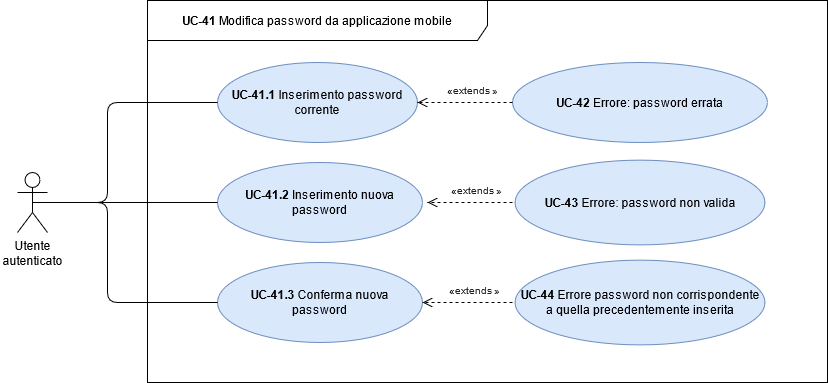 UC-41 Modifica password da applicazione mobile
UC-41.1 Inserimento password
corrente
«extends »
UC-42 Errore: password errata
UC-41.2 Inserimento nuova
password
«extends »
UC-43 Errore: password non valida
Utente
autenticato
UC-41.3 Conferma nuova
password
«extends »
UC-44 Errore password non corrispondente
a quella precedentemente inserita